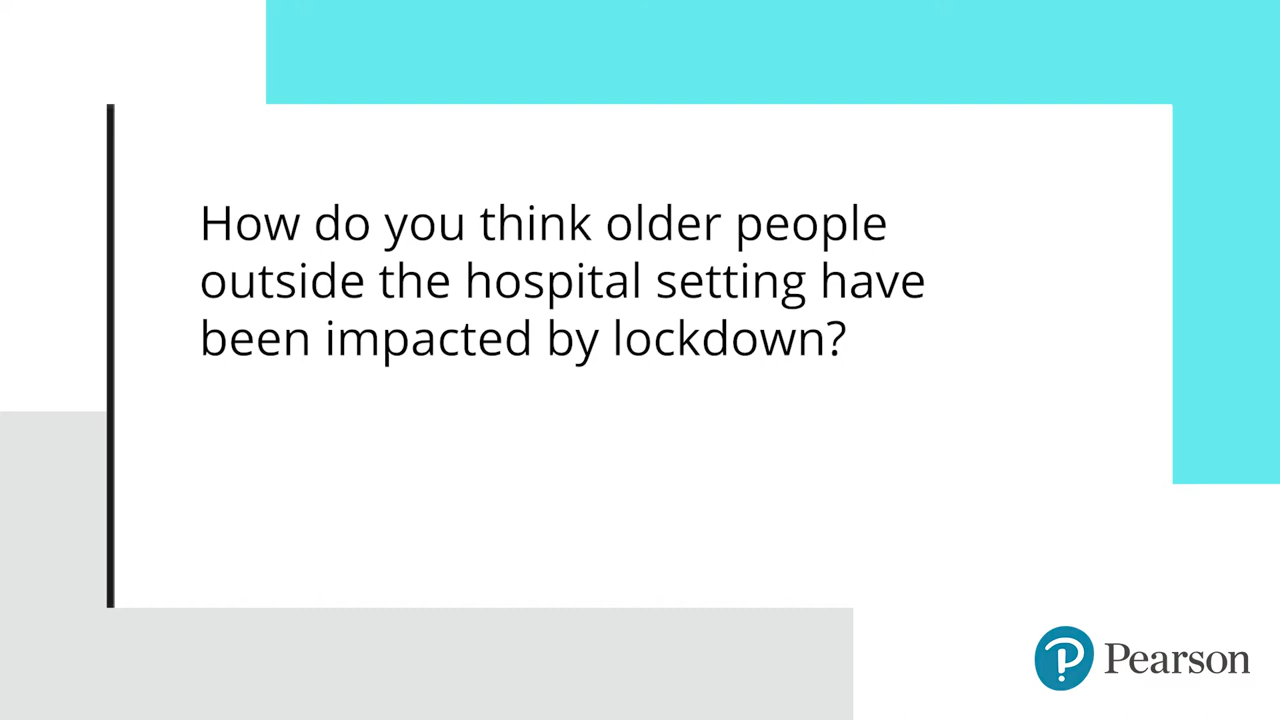 How do you think older people
outside the hospital setting have
been impacted by lockdown?
Pearson